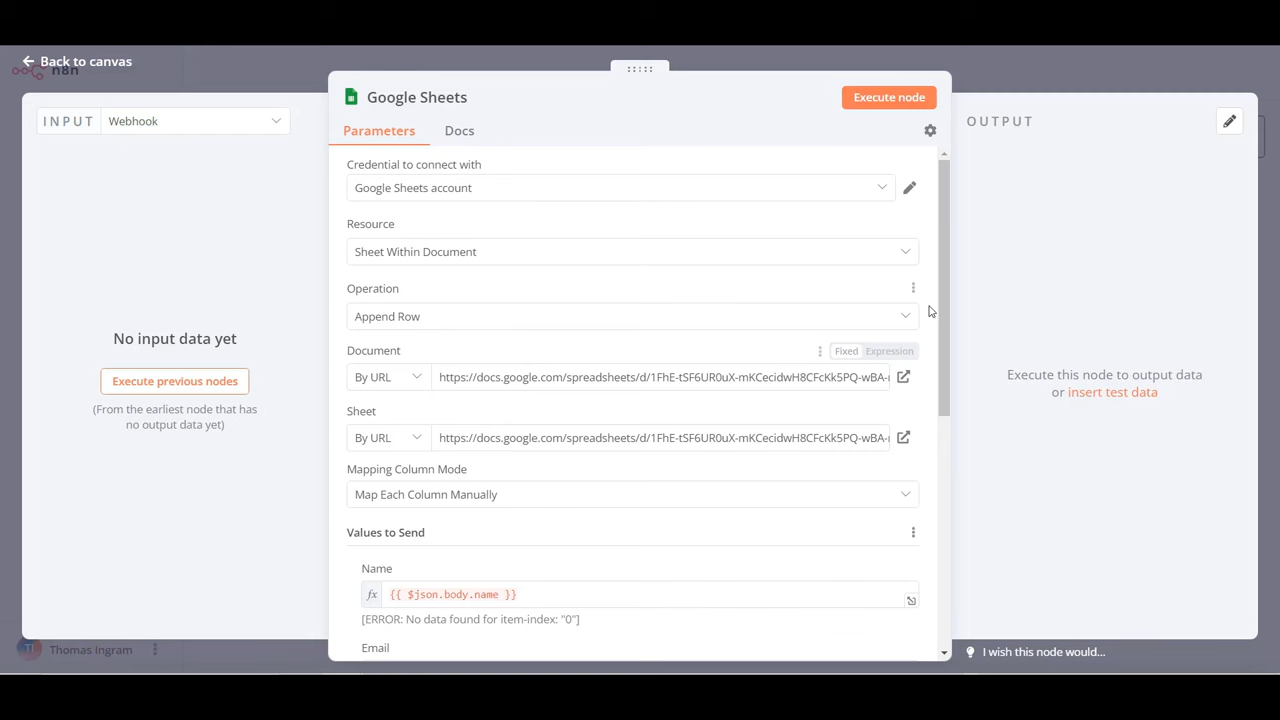 Back to canvas
n8n
INPUT Webhook
No input data yet
Execute previous nodes
(From the earliest node that has
no output data yet)
Google Sheets
Execute node
Parameters Docs
Credential to connect with
Google Sheets account
Resource
Sheet Within Document
Operation
Append Row
Document
Fixed Expression
By URL https://docs.google.com/spreadsheets/d/1FhE-tSF6UR0uX-mKCecidwH8CFcKk5PQ-wBA-
Sheet
By URL https://docs.google.com/spreadsheets/d/1FhE-tSF6UR0uX-mKCecidwH8CFcKk5PQ-wBA-
Mapping Column Mode
Map Each Column Manually
Values to Send
Name
fx {{ $json.body.name }}
[ERROR: No data found for item-index: "0"]
Email
OUTPUT
Execute this node to output data
or insert test data
Thomas Ingram
I wish this node would...